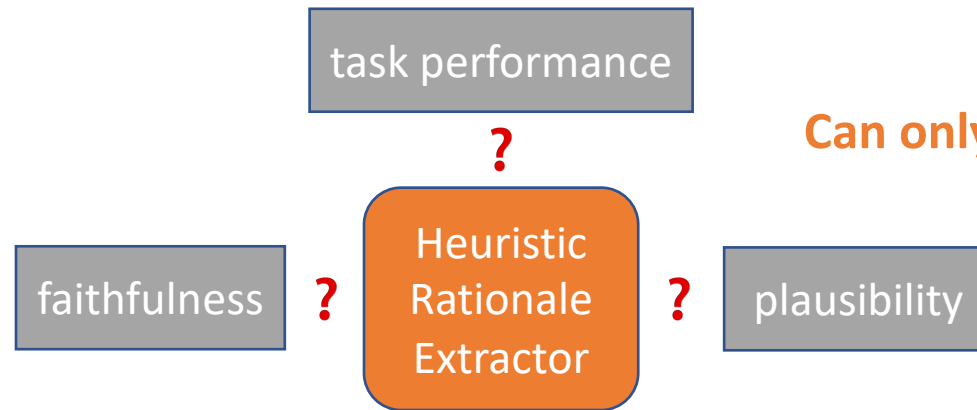 task performance
?
Can only
Heuristic
Rationale
Extractor
faithfulness
?
?
plausibility